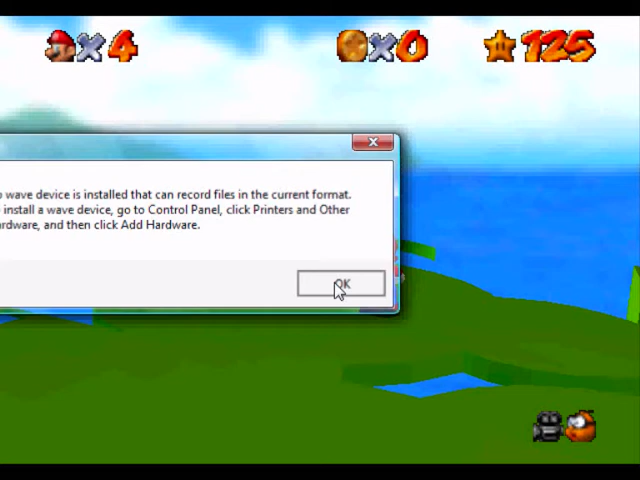 ×4 ×0 125
wave device is installed that can record files in the current format.
install a wave device, go to Control Panel, click Printers and Other
and then click Add Hardware.
OK